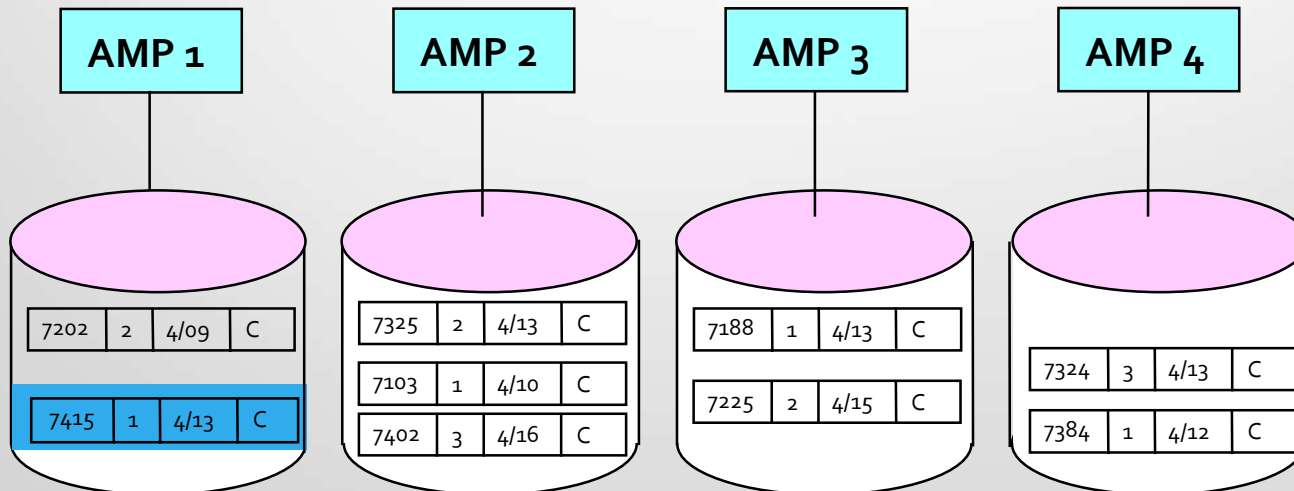 AMP 1
AMP 2
AMP 3
AMP 4
7202 2 4/09 C
7415 1 4/13 C
7325 2 4/13 C
7103 1 4/10 C
7402 3 4/16 C
7188 1 4/13 C
7225 2 4/15 C
7324 3 4/13 C
7384 1 4/12 C